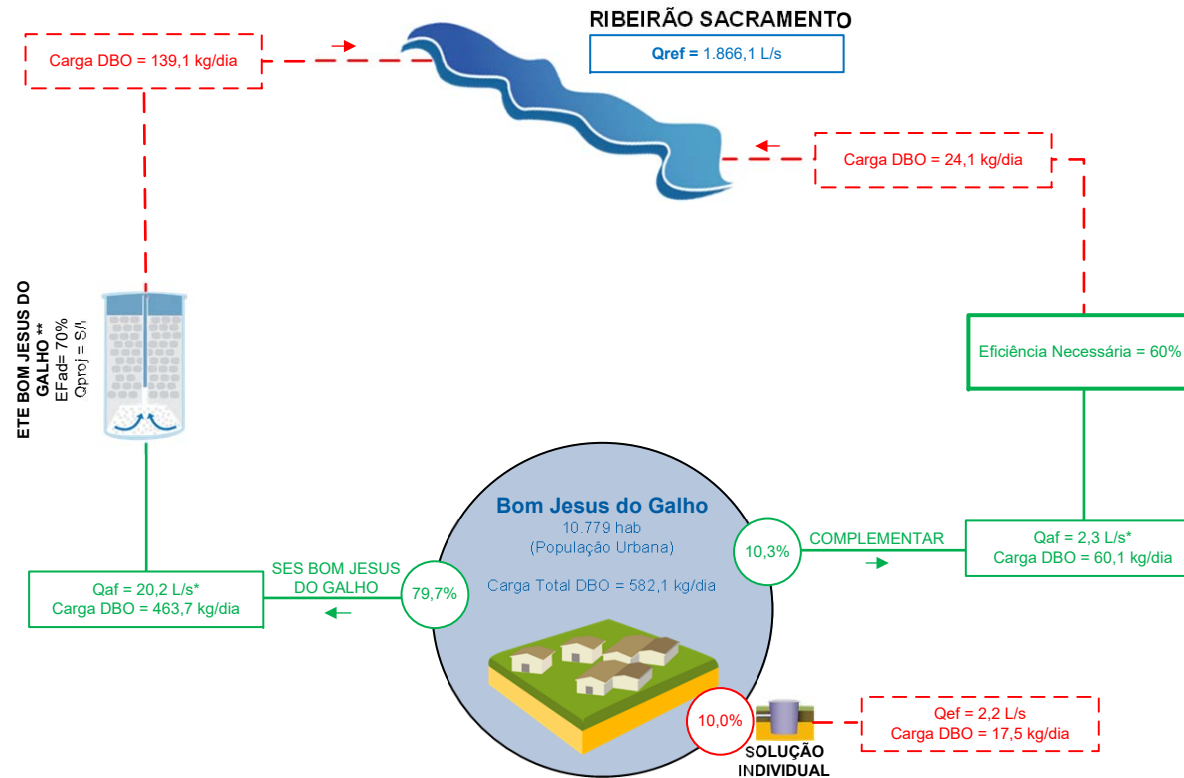 RIBEIRÃO SACRAMENTO
Qref = 1.866,1 L/s
Carga DBO = 139,1 kg/dia
Carga DBO = 24,1 kg/dia
ETE BOM JESUS DO
GALHO **
EFad= 70%
Qproj = S/I
Eficiência Necessária = 60%
Bom Jesus do Galho
10.779 hab
(População Urbana)
Carga Total DBO = 582,1 kg/dia
10,3%
COMPLEMENTAR
Qaf = 2,3 L/s*
Carga DBO = 60,1 kg/dia
79,7%
SES BOM JESUS
DO GALHO
Qaf = 20,2 L/s*
Carga DBO = 463,7 kg/dia
10,0%
SOLUÇÃO
INDIVIDUAL
Qef = 2,2 L/s
Carga DBO = 17,5 kg/dia